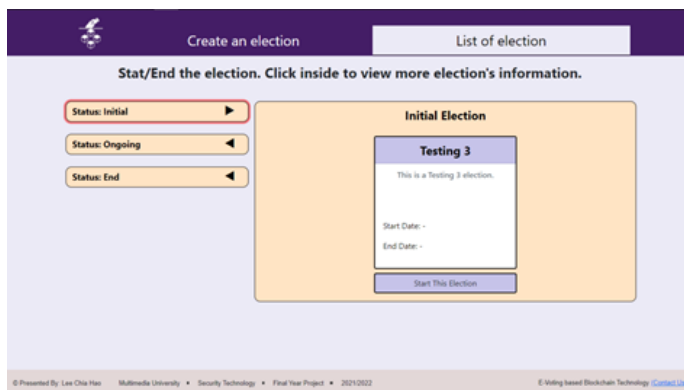 Create an election
List of election
Stat/End the election. Click inside to view more election's information.
Status: Initial
Status: Ongoing
Status: End
Initial Election
Testing 3
This is a Testing 3 election.
Start Date: -
End Date: -
Start This Election
© Presented By Lee Chia Hao Multimedia University • Security Technology • Final Year Project • 2021/2022 E-Voting based Blockchain Technology (Contact Us